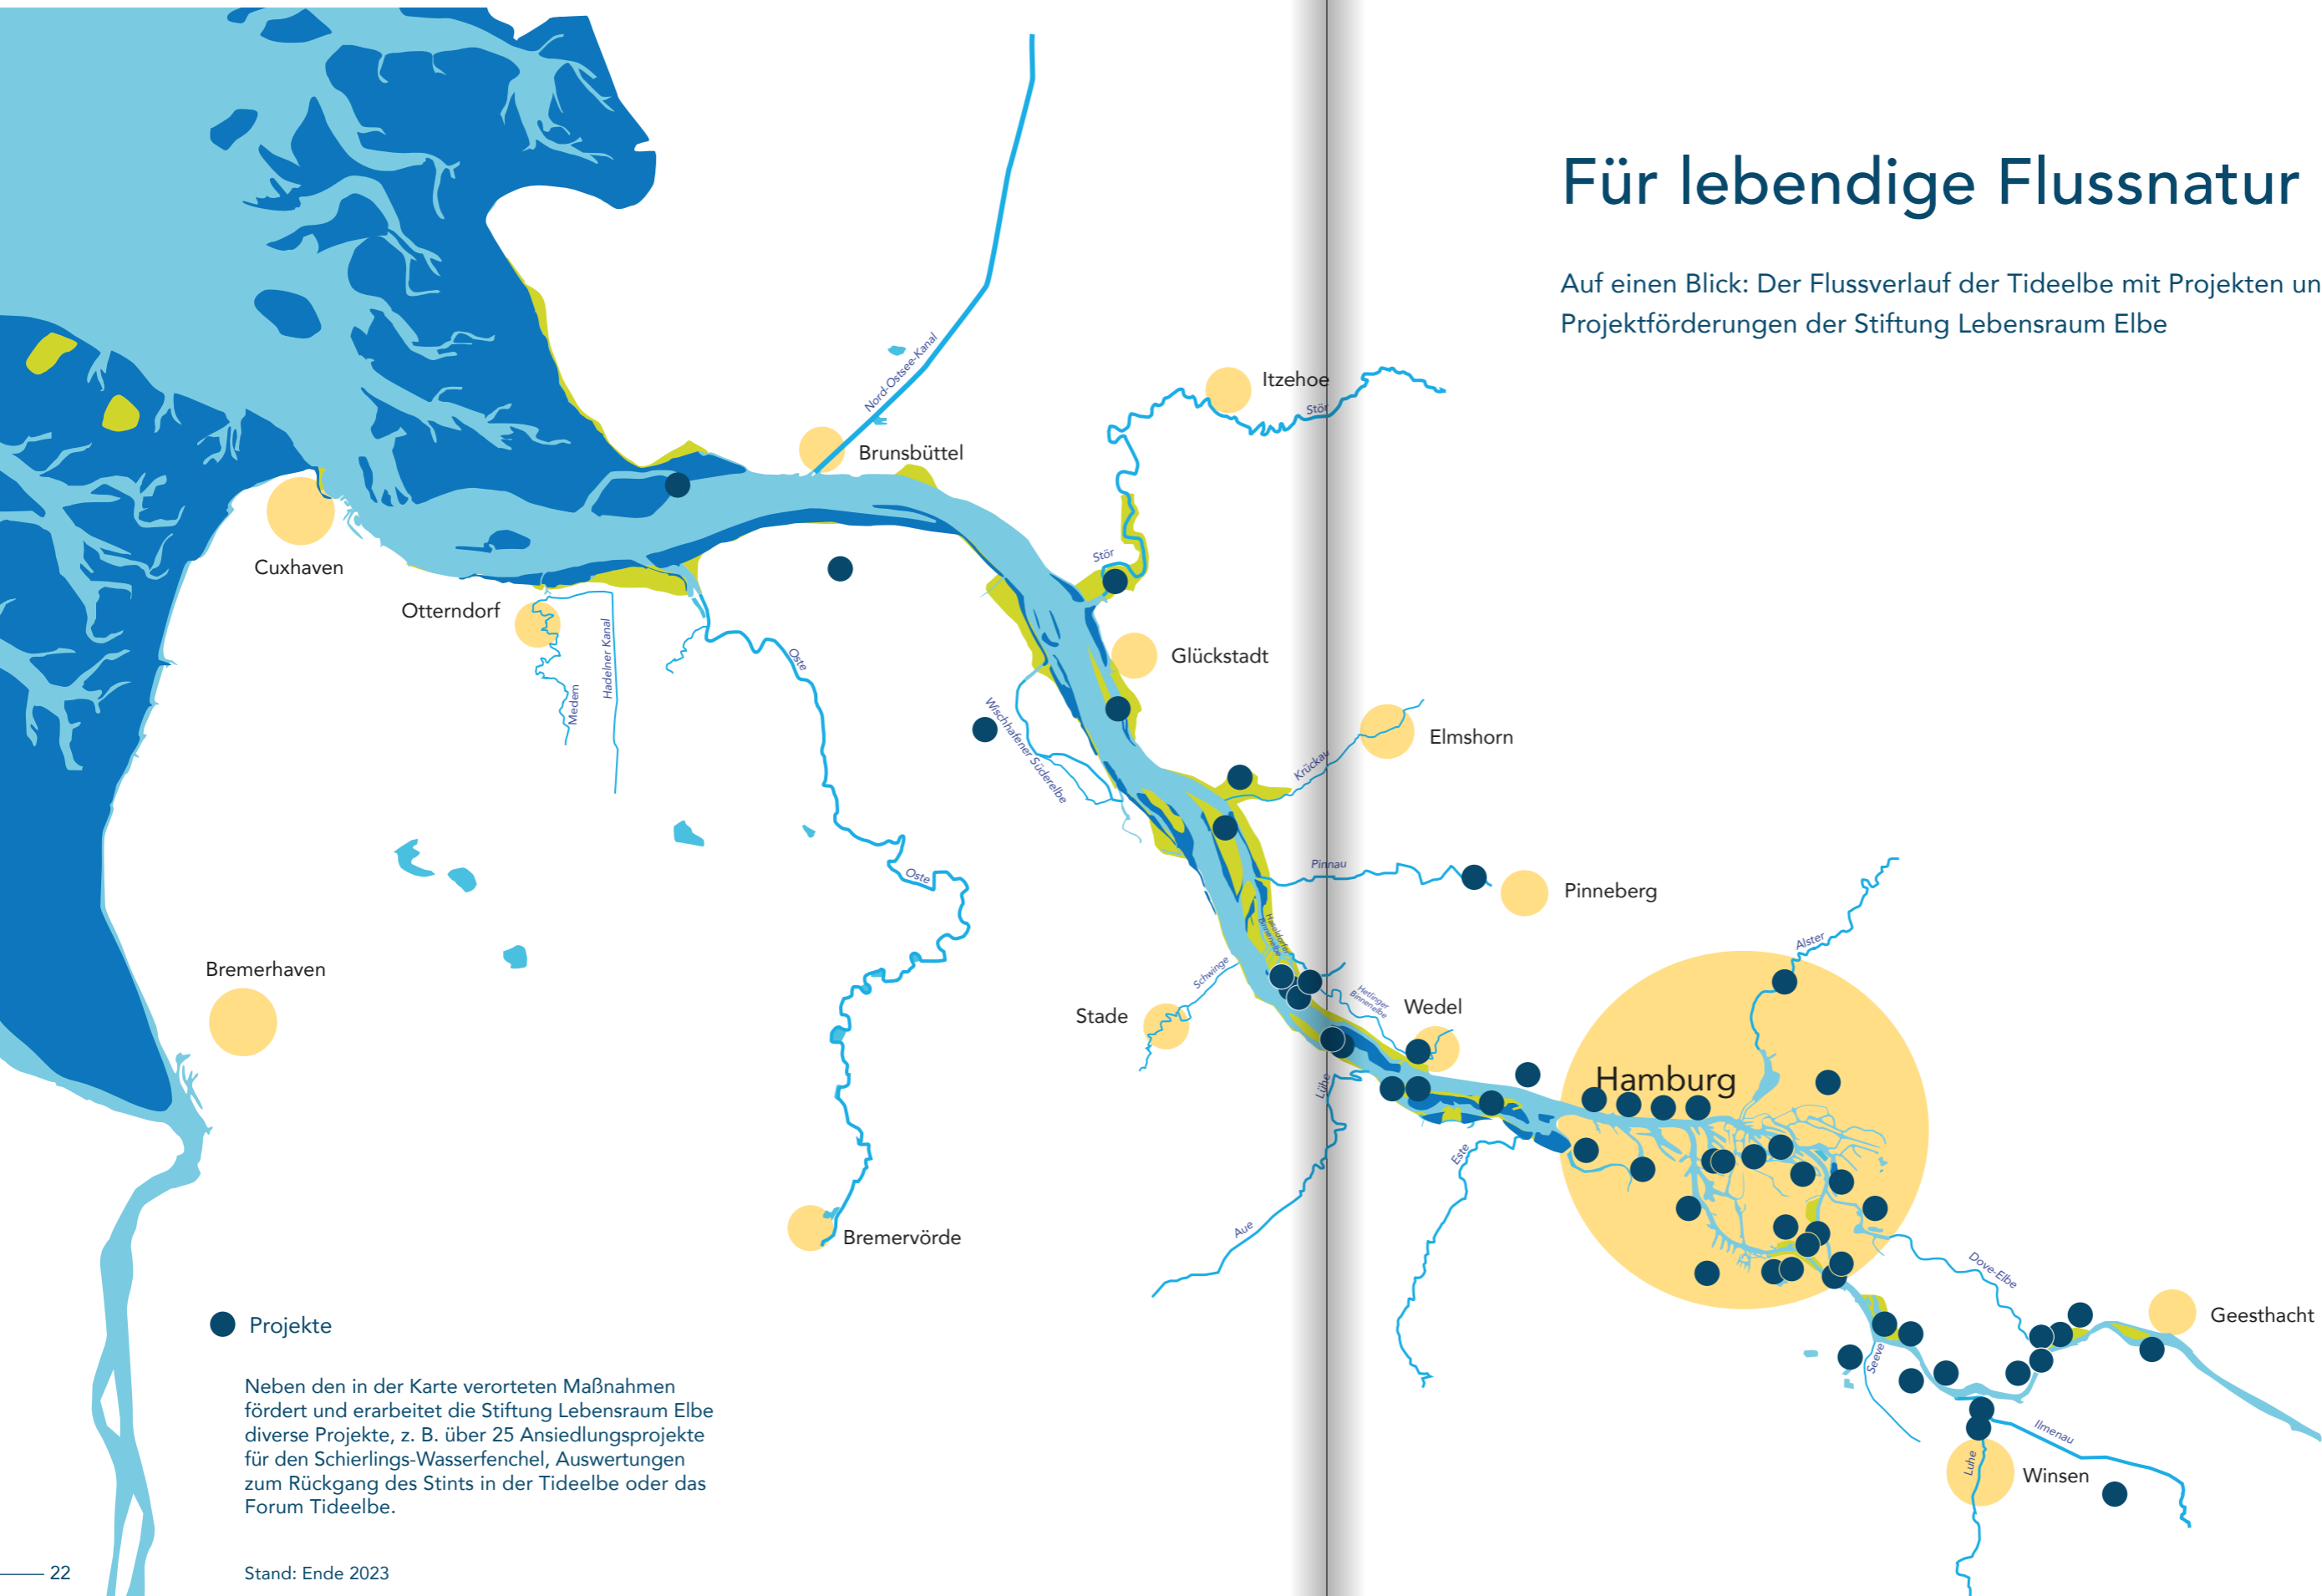 Für lebendige Flussnatur
Auf einen Blick: Der Flussverlauf der Tideelbe mit Projekten un
Projektförderungen der Stiftung Lebensraum Elbe
Nord-Ostsee-Kanal
Itzehoe
Stör
Brunsbüttel
Cuxhaven
Stör
Otterndorf
Hadelner Kanal
Medem
Oste
Glückstadt
Wischhafener Süderelbe
Elmshorn
Krückau
Oste
Pinnau
Pinneberg
Haseldorfer
Binnenelbe
Alster
Bremerhaven
Schwinge
Hetlinger
Binnenelbe
Stade
Wedel
Lühe
Hamburg
Este
Aue
Bremervörde
Dove-Elbe
Geesthacht
Seeve
Ilmenau
Luhe
Winsen
Projekte
Neben den in der Karte verorteten Maßnahmen
fördert und erarbeitet die Stiftung Lebensraum Elbe
diverse Projekte, z. B. über 25 Ansiedlungsprojekte
für den Schierlings-Wasserfenchel, Auswertungen
zum Rückgang des Stints in der Tideelbe oder das
Forum Tideelbe.
22
Stand: Ende 2023